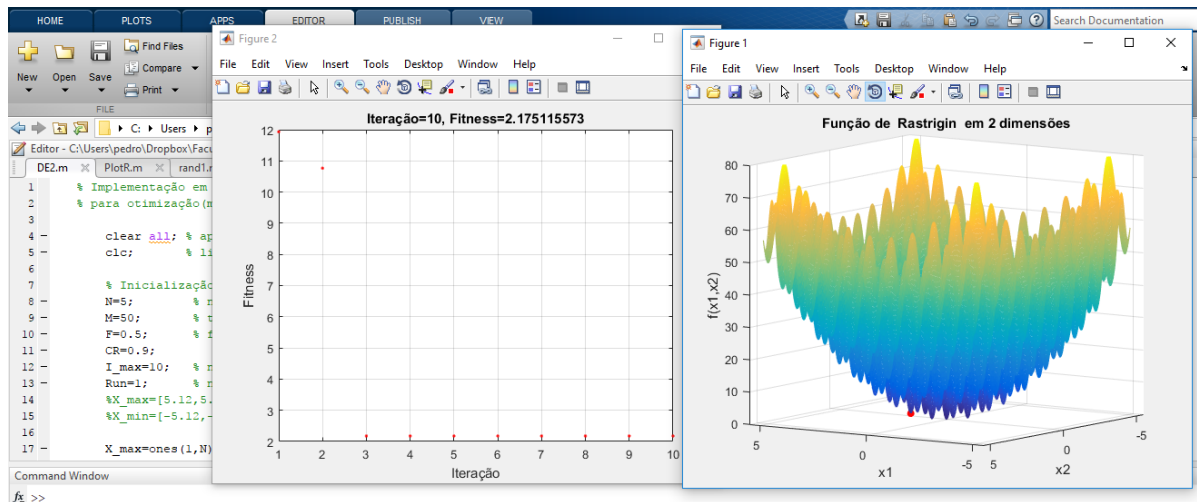 HOME PLOTS APPS EDITOR PUBLISH VIEW
Search Documentation
New Open Save
Find Files
Compare
Print
FILE
C: Users
Editor - C:\Users\pedro\Dropbox\Facu
DE2.m PlotR.m
1 % Implementação em
2 % para otimização(m
3
4 - clear all; %
5 - clc; %
6
7 % Inicialização
8 - N=5; %
9 - M=50; %
10 - F=0.5; %
11 - CR=0.9;
12 - I_max=10; %
13 - Run=1; %
14 %X_max=[5.12,5.
15 %X_min=[-5.12,-
16
17 - X_max=ones(1,N)
Command Window
fx >>
Figure 2
File Edit View Insert Tools Desktop Window Help
Iteração=10, Fitness=2.175115573
Fitness
12
11
10
9
8
7
6
5
4
3
2
1 2 3 4 5 6 7 8 9 10
Iteração
Figure 1
File Edit View Insert Tools Desktop Window Help
Função de Rastrigin em 2 dimensões
f(x1,x2)
80
70
60
50
40
30
20
10
0
5 0 -5 5 0 -5
x1 x2